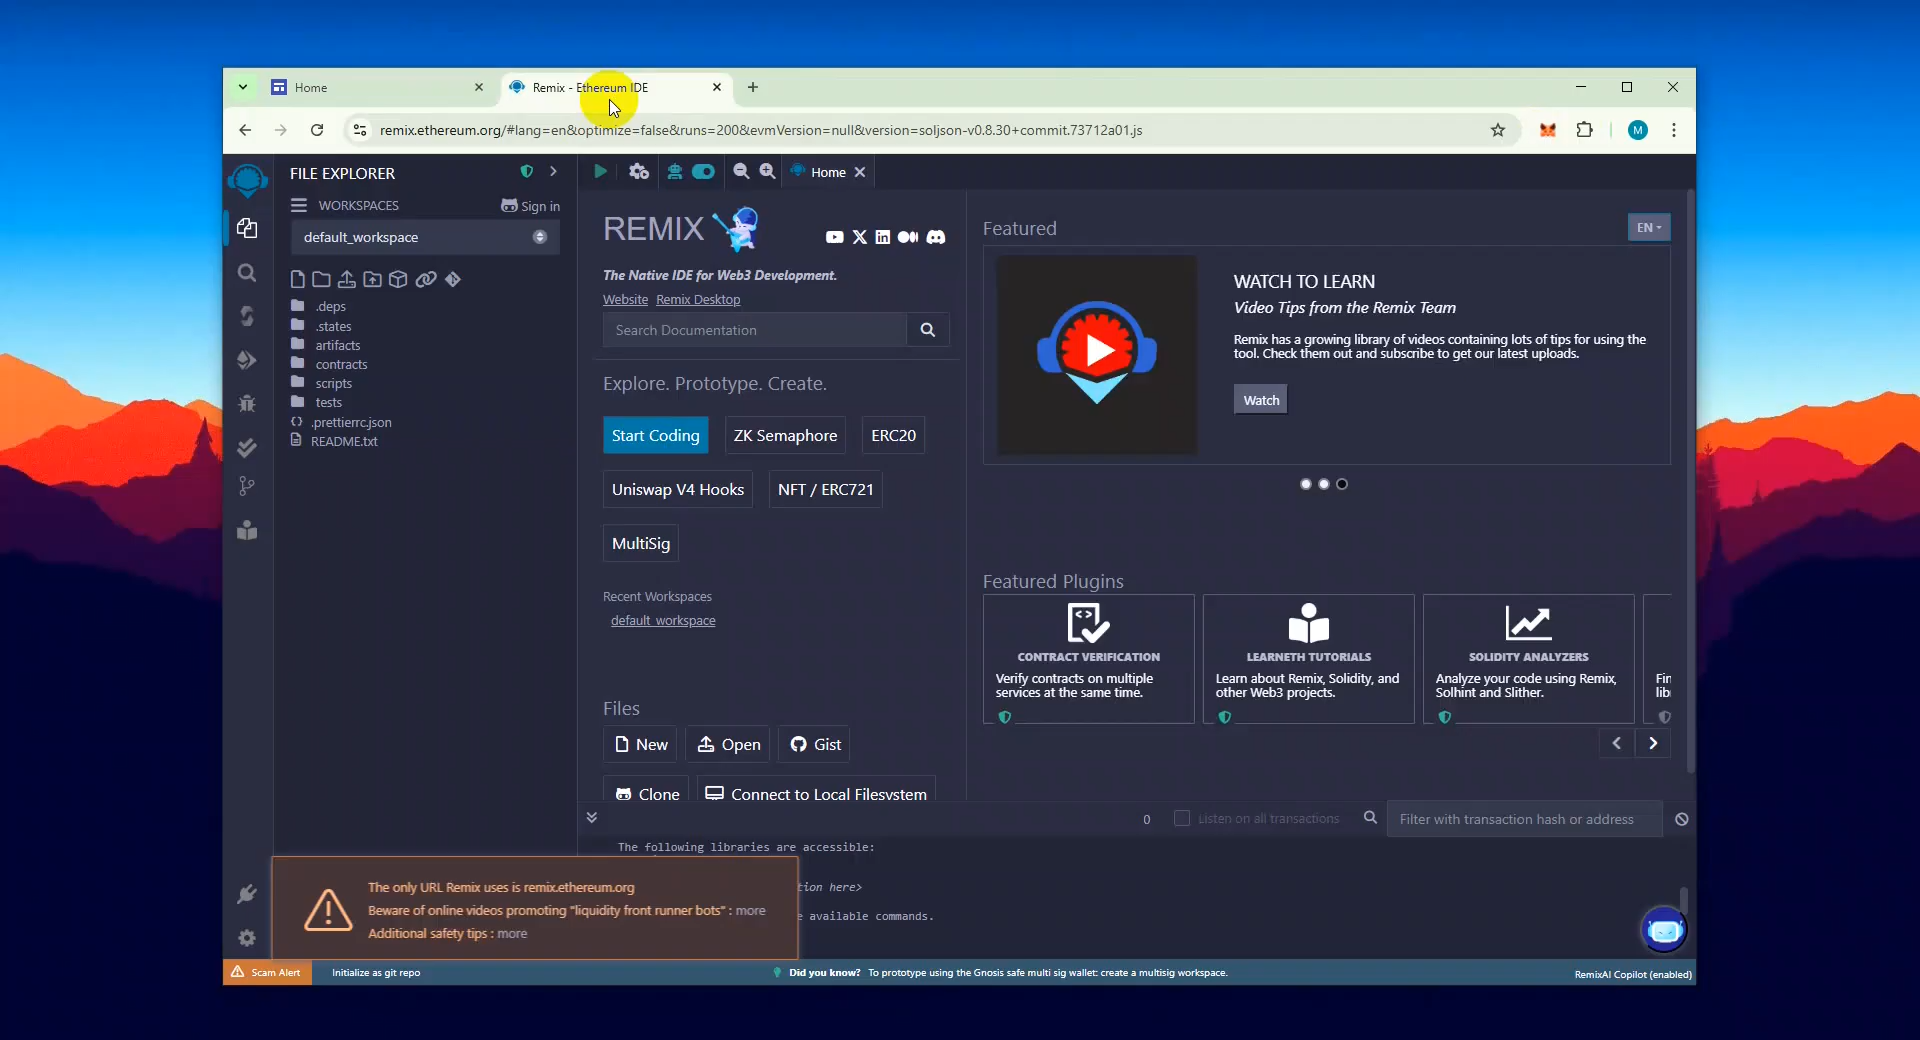 Home
Remix - Ethereum IDE
remix.ethereum.org/#lang=en&optimize=false&runs=200&evmVersion=null&version=soljson-v0.8.30+commit.73712a01.js
M
FILE EXPLORER
WORKSPACES
Sign in
default_workspace
.deps
.states
artifacts
contracts
scripts
tests
.prettierrc.json
README.txt
Home
REMIX
The Native IDE for Web3 Development.
Website Remix Desktop
Search Documentation
Explore. Prototype. Create.
Start Coding
ZK Semaphore
ERC20
Uniswap V4 Hooks
NFT / ERC721
MultiSig
Recent Workspaces
default_workspace
Files
New
Open
Gist
Clone
Connect to Local Filesystem
Featured
EN
WATCH TO LEARN
Video Tips from the Remix Team
Remix has a growing library of videos containing lots of tips for using the
tool. Check them out and subscribe to get our latest uploads.
Watch
Featured Plugins
CONTRACT VERIFICATION
Verify contracts on multiple
services at the same time.
LEARNETH TUTORIALS
Learn about Remix, Solidity, and
other Web3 projects.
SOLIDITY ANALYZERS
Analyze your code using Remix,
Solhint and Slither.
Fin
lib
0
Listen on all transactions
Filter with transaction hash or address
The following libraries are accessible:
tion here>
e available commands.
The only URL Remix uses is remix.ethereum.org
Beware of online videos promoting "liquidity front runner bots" : more
Additional safety tips : more
Scam Alert
Initialize as git repo
Did you know? To prototype using the Gnosis safe multi sig wallet: create a multisig workspace.
RemixAI Copilot (enabled)